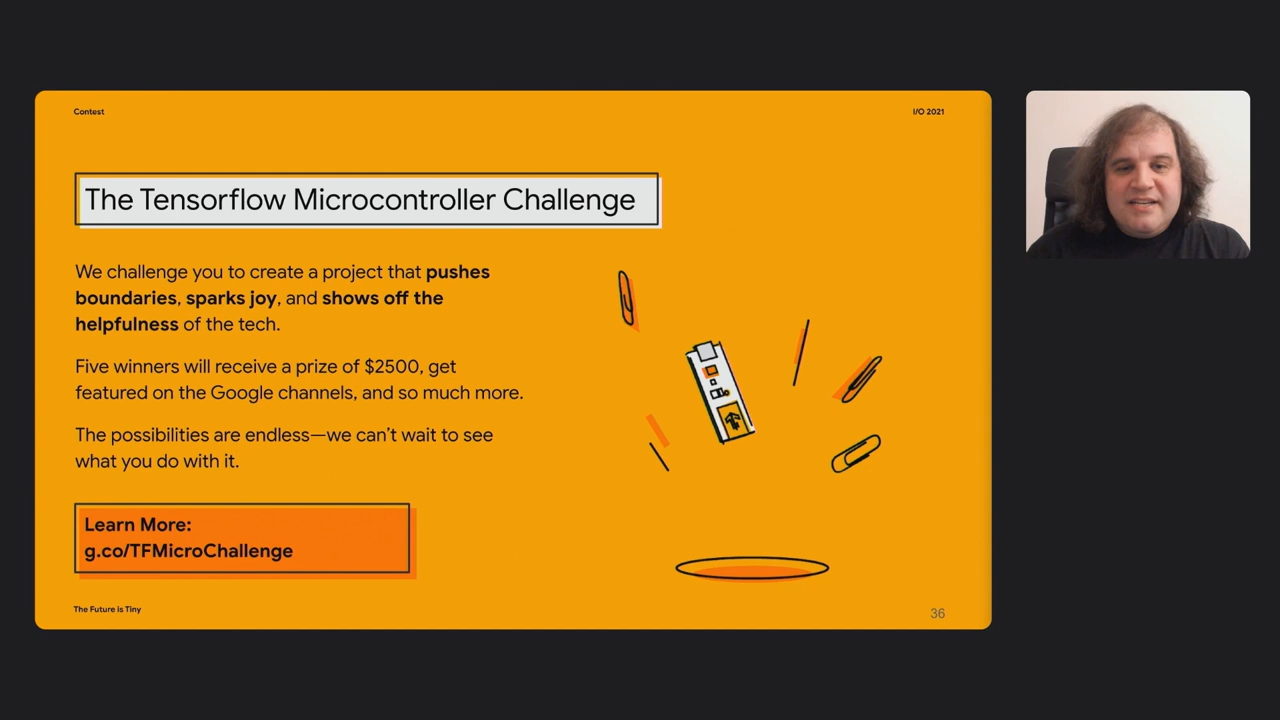 Contest
I/O 2021
The Tensorflow Microcontroller Challenge
We challenge you to create a project that pushes
boundaries, sparks joy, and shows off the
helpfulness of the tech.
Five winners will receive a prize of $2500, get
featured on the Google channels, and so much more.
The possibilities are endless—we can’t wait to see
what you do with it.
Learn More:
g.co/TFMicroChallenge
The Future is Tiny
36